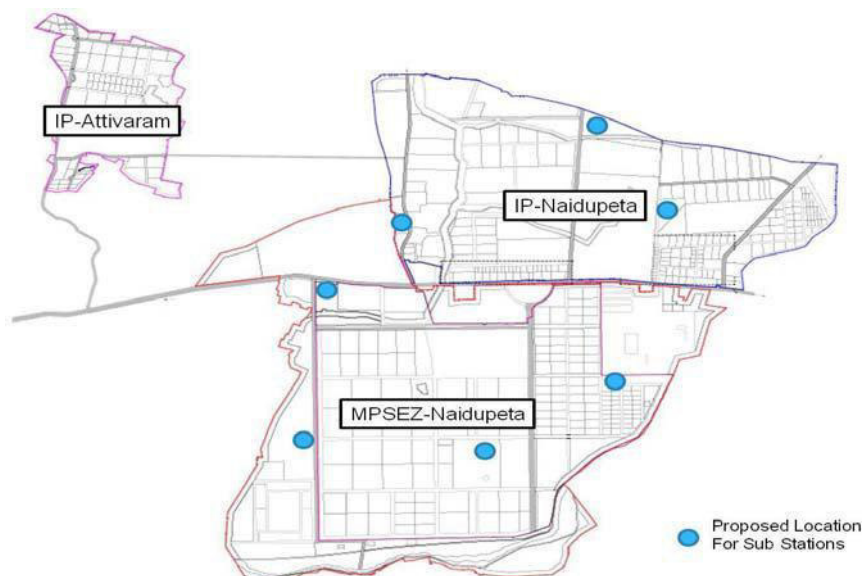 IP-Attivaram
IP-Naidupeta
MPSEZ-Naidupeta
Proposed Location
For Sub Stations